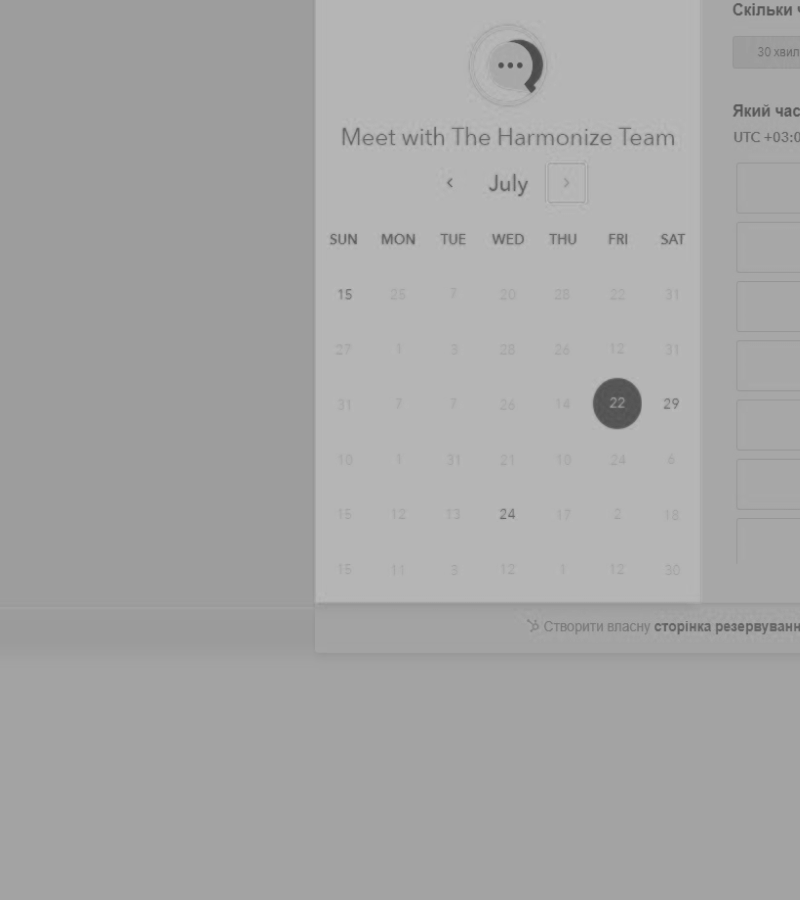 Meet with The Harmonize Team
July
SUN MON TUE WED THU FRI SAT
15 25 7 20 28 22 31
27 1 3 28 26 12 31
31 7 7 26 14 22 29
10 1 31 21 10 24 6
15 12 13 24 17 2 18
15 11 3 12 1 12 30
Скільки
30 хвил
Який час
UTC +03:0
Створити власну сторінка резервуванн